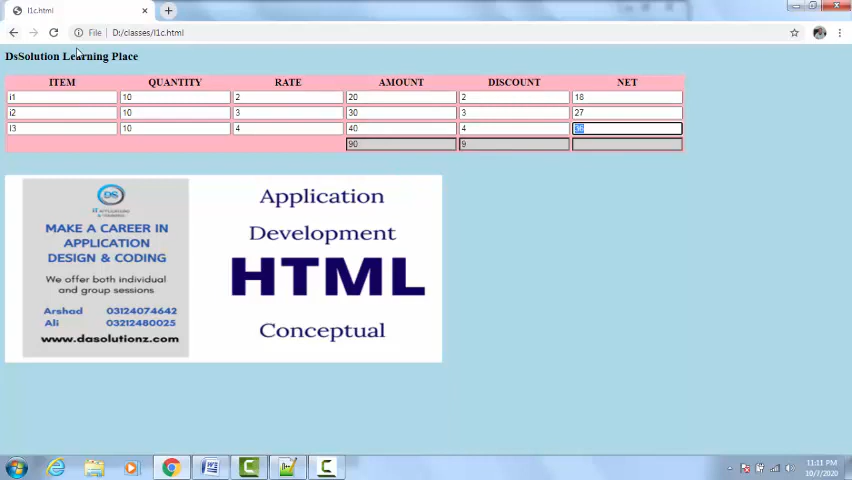 l1c.html
File D:/classes/l1c.html
DsSolution Learning Place
ITEM QUANTITY RATE AMOUNT DISCOUNT NET
i1 10 2 20 2 18
i2 10 3 30 3 27
I3 10 4 40 4 36
90 9
DS
MAKE A CAREER IN
APPLICATION
DESIGN & CODING
We offer both individual
and group sessions
Arshad 03124074642
Ali 03212480025
www.dasolutionz.com
Application
Development
HTML
Conceptual
11:11 PM
10/7/2020